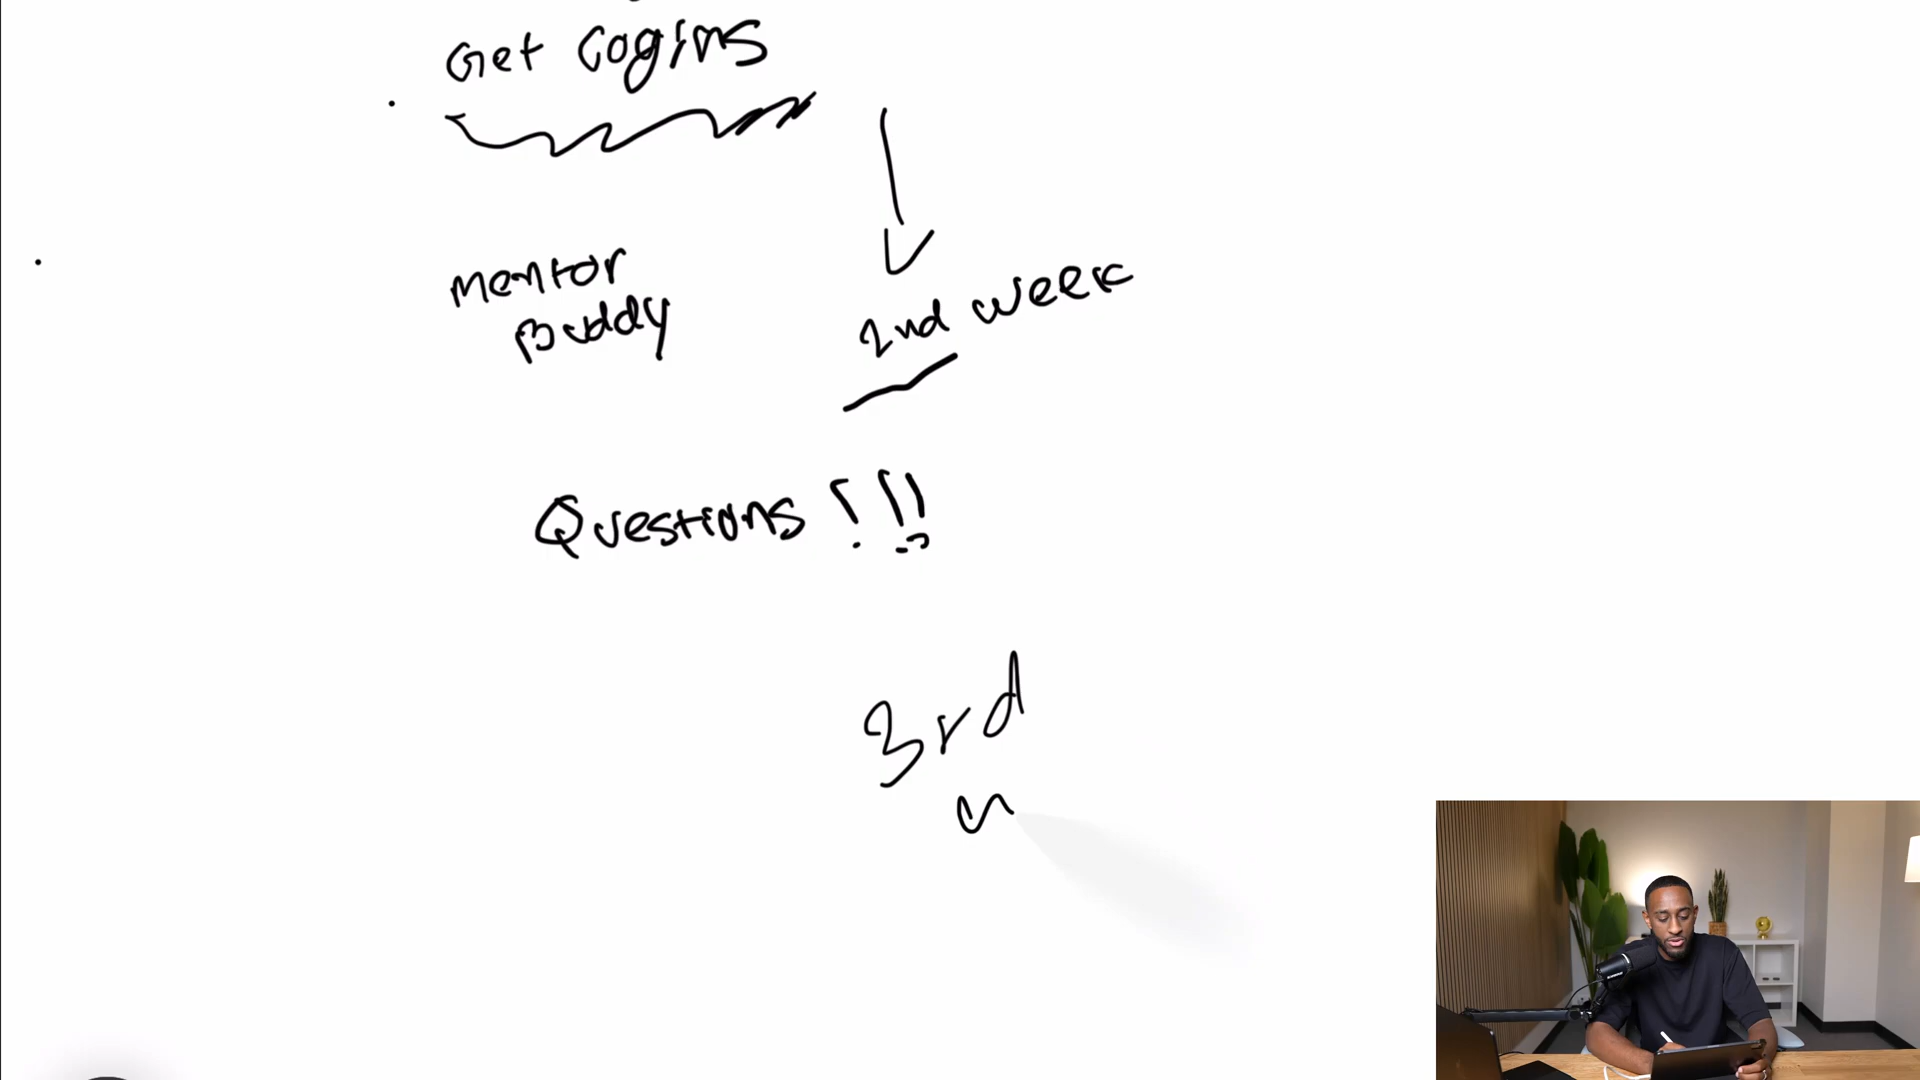 Get Logins
Mentor
Buddy
2nd week
Questions !!!
3rd